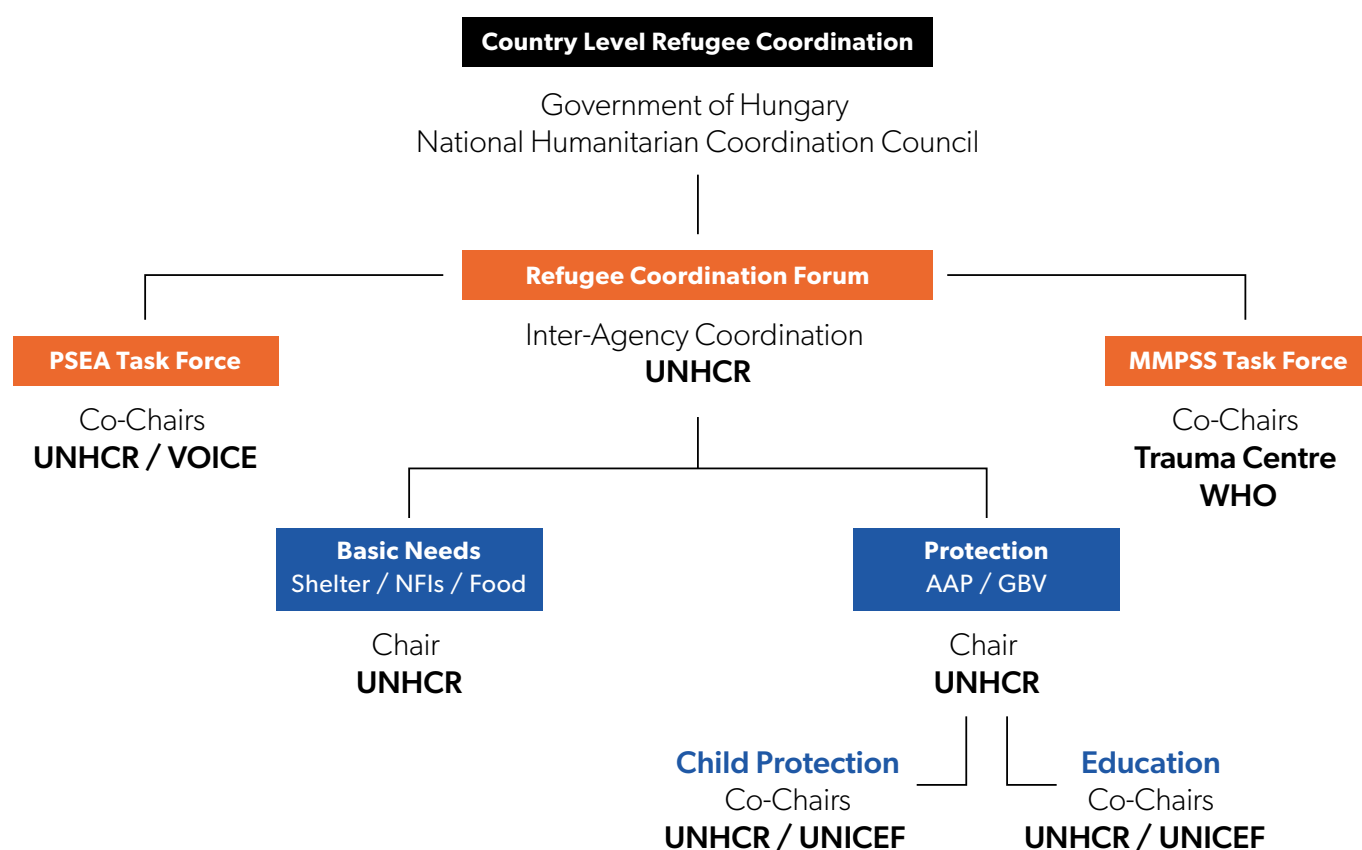 Country Level Refugee Coordination
Government of Hungary
National Humanitarian Coordination Council
Refugee Coordination Forum
Inter-Agency Coordination
UNHCR
PSEA Task Force
Co-Chairs
UNHCR / VOICE
MMPSS Task Force
Co-Chairs
Trauma Centre
WHO
Basic Needs
Shelter / NFIs / Food
Chair
UNHCR
Protection
AAP / GBV
Chair
UNHCR
Child Protection
Co-Chairs
UNHCR / UNICEF
Education
Co-Chairs
UNHCR / UNICEF